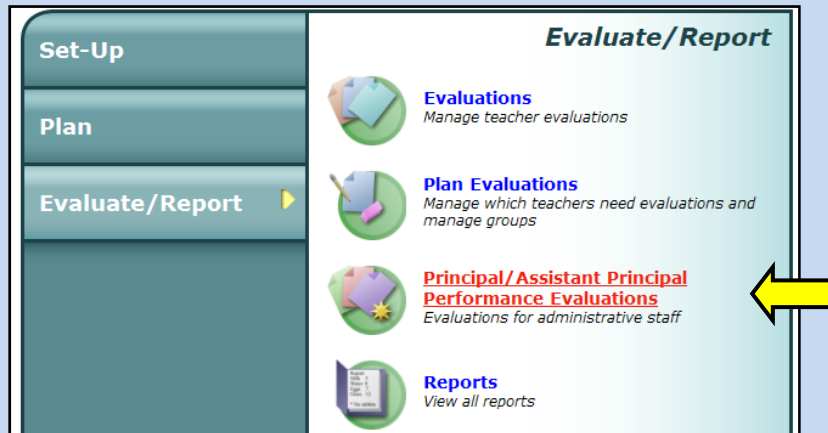 Set-Up
Plan
Evaluate/Report
Evaluate/Report
Evaluations
Manage teacher evaluations
Plan Evaluations
Manage which teachers need evaluations and
manage groups
Principal/Assistant Principal
Performance Evaluations
Evaluations for administrative staff
Reports
View all reports